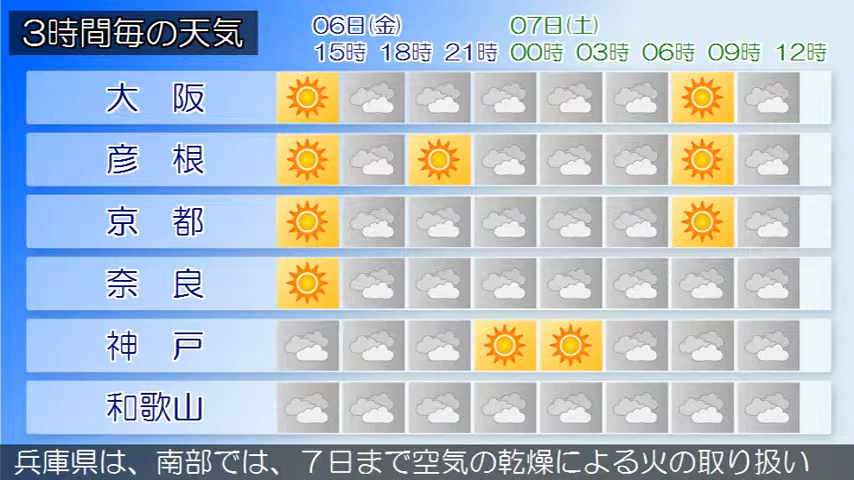 3時間毎の天気
06日(金) 07日(土)
15時 18時 21時 00時 03時 06時 09時 12時
大阪
彦根
京都
奈良
神戸
和歌山
兵庫県は、南部では、7日まで空気の乾燥による火の取り扱い